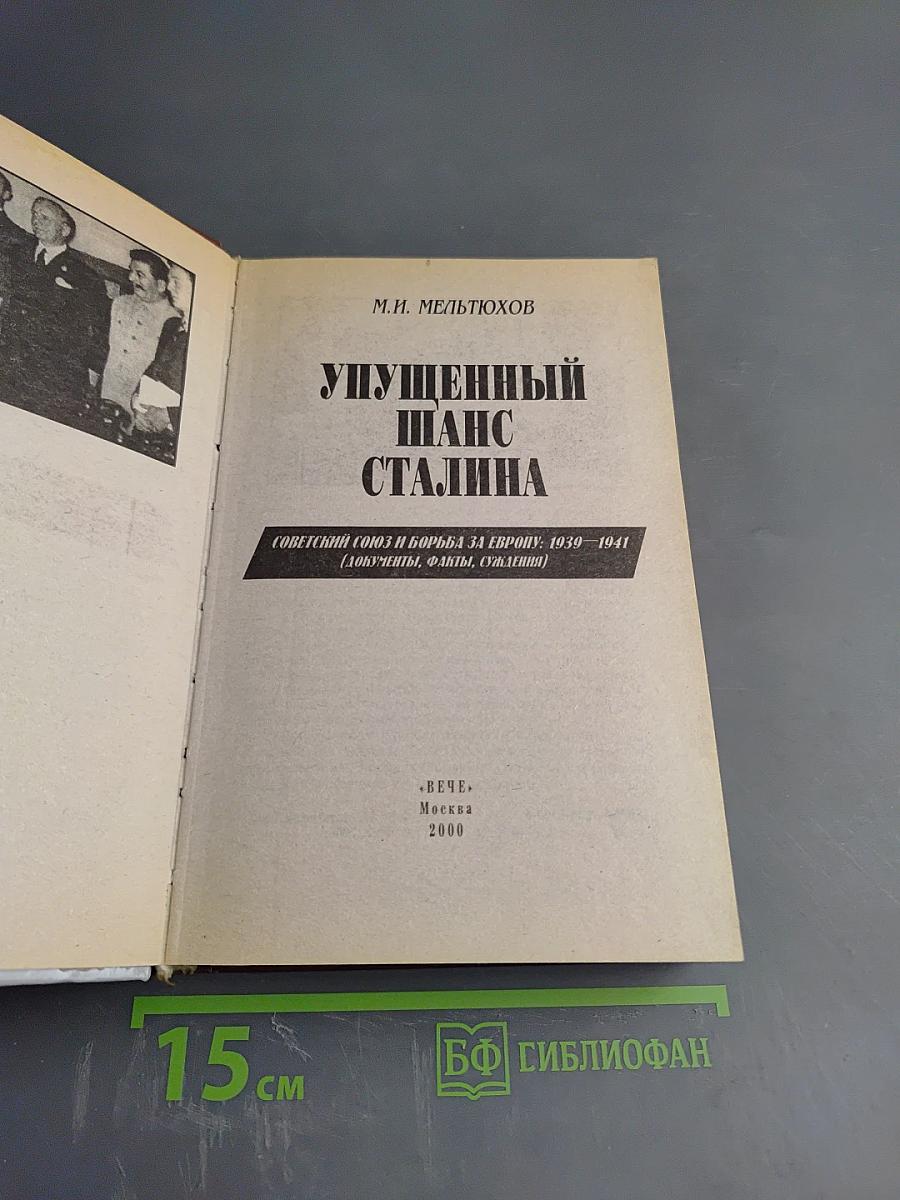 М.И. МЕЛЬТЮХОВ
УПУЩЕННЫЙ
ШАНС
СТАЛИНА
СОВЕТСКИЙ СОЮЗ И БОРЬБА ЗА ЕВРОПУ: 1939—1941
(ДОКУМЕНТЫ, ФАКТЫ, СУЖДЕНИЯ)
«ВЕЧЕ»
Москва
2000
15 см
БФ БИБЛИОФАН